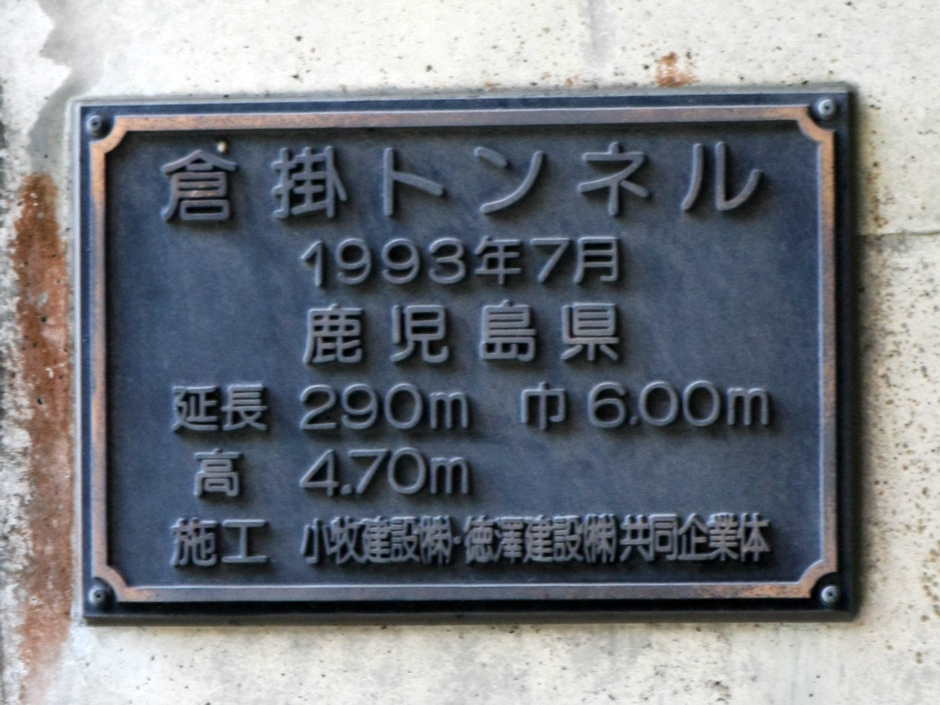 倉掛トンネル
1993年7月
鹿児島県
延長 290m 巾 6.00m
高 4.70m
施工 小牧建設㈱・徳澤建設㈱共同企業体